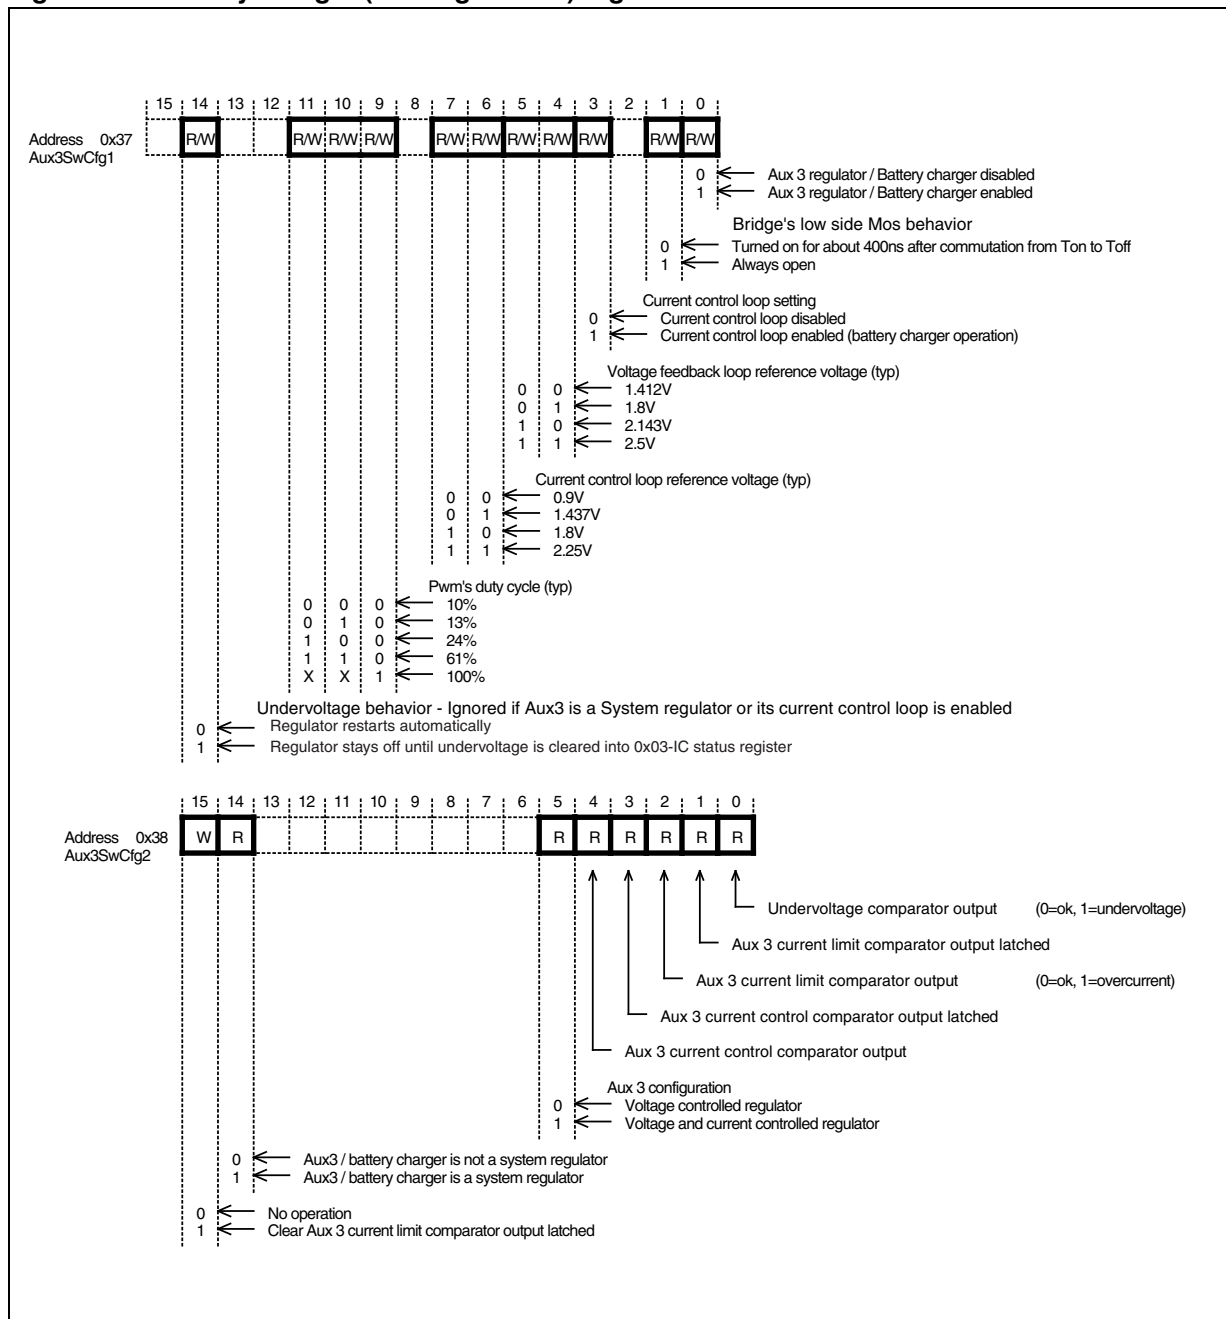 15 14 13 12 11 10 9 8 7 6 5 4 3 2 1 0
Address 0x37 R/W R/W R/W R/W R/W R/W R/W R/W R/W R/W R/W
Aux3SwCfg1
0 Aux 3 regulator / Battery charger disabled
1 Aux 3 regulator / Battery charger enabled
Bridge's low side Mos behavior
0 Turned on for about 400ns after commutation from Ton to Toff
1 Always open
Current control loop setting
0 Current control loop disabled
1 Current control loop enabled (battery charger operation)
Voltage feedback loop reference voltage (typ)
0 0 1.412V
0 1 1.8V
1 0 2.143V
1 1 2.5V
Current control loop reference voltage (typ)
0 0 0.9V
0 1 1.437V
1 0 1.8V
1 1 2.25V
Pwm's duty cycle (typ)
0 0 0 10%
0 1 0 13%
1 0 0 24%
1 1 0 61%
X X 1 100%
Undervoltage behavior - Ignored if Aux3 is a System regulator or its current control loop is enabled
0 Regulator restarts automatically
1 Regulator stays off until undervoltage is cleared into 0x03-IC status register
15 14 13 12 11 10 9 8 7 6 5 4 3 2 1 0
Address 0x38 W R R R R R R R
Aux3SwCfg2
Undervoltage comparator output (0=ok, 1=undervoltage)
Aux 3 current limit comparator output latched
Aux 3 current limit comparator output (0=ok, 1=overcurrent)
Aux 3 current control comparator output latched
Aux 3 current control comparator output
Aux 3 configuration
0 Voltage controlled regulator
1 Voltage and current controlled regulator
0 Aux3 / battery charger is not a system regulator
1 Aux3 / battery charger is a system regulator
0 No operation
1 Clear Aux 3 current limit comparator output latched